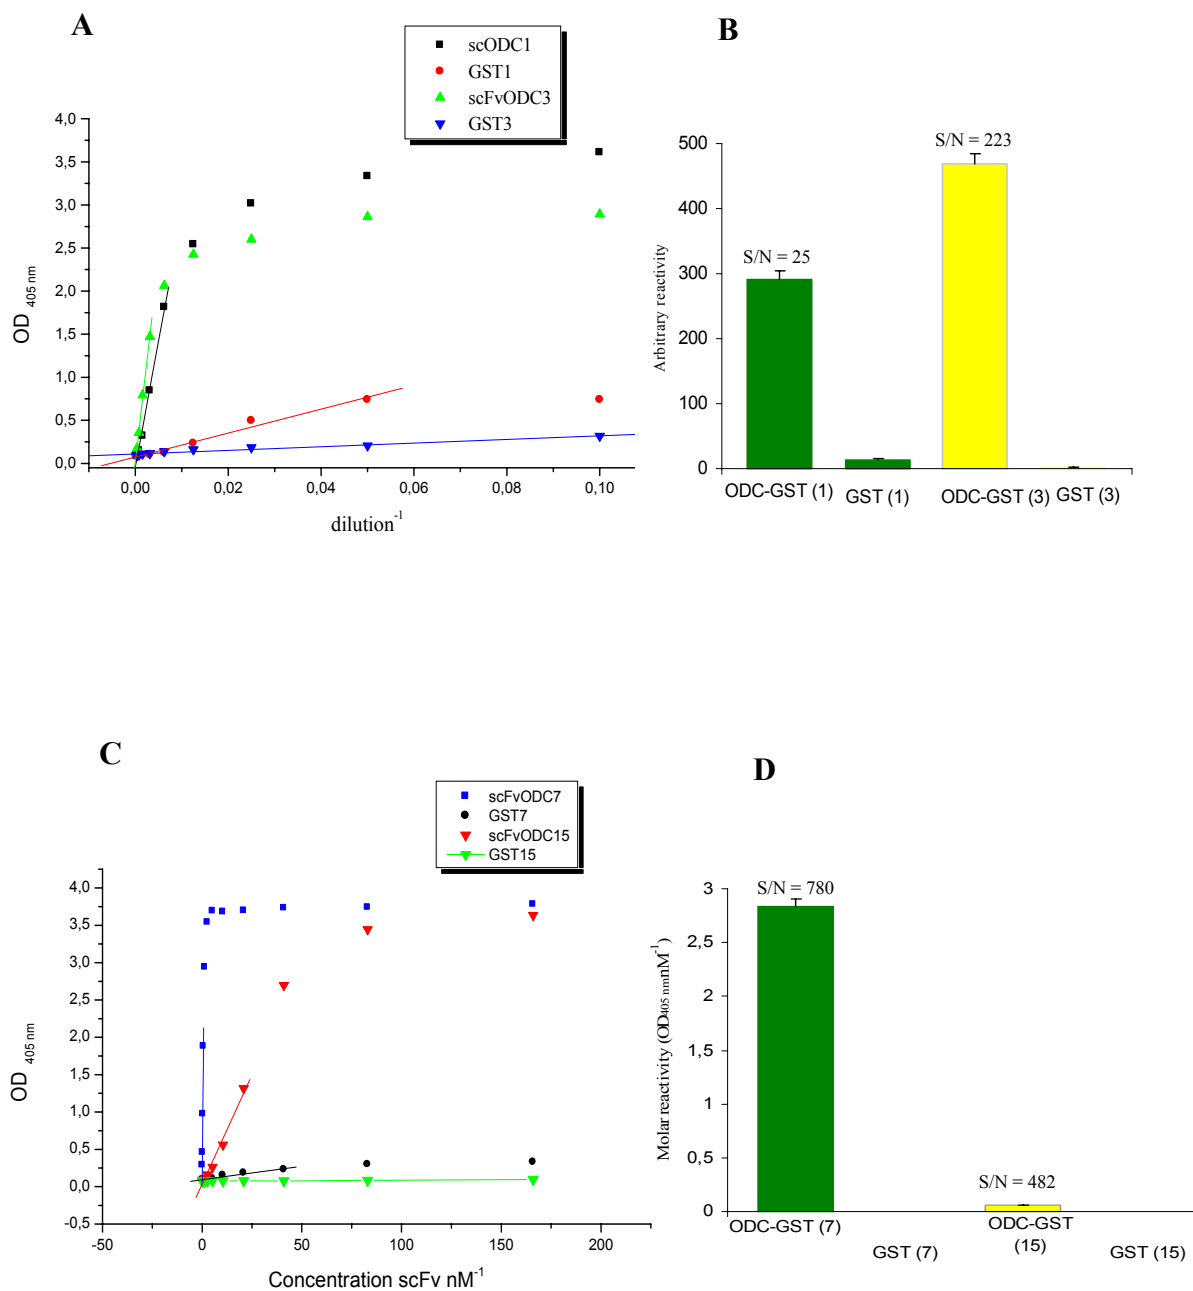 A
scODC1
GST1
scFvODC3
GST3
4,0
3,5
3,0
2,5
2,0
1,5
1,0
0,5
0,0
OD 405 nm
0,00 0,02 0,04 0,06 0,08 0,10
dilution-1
B
S/N = 223
S/N = 25
500
400
300
200
100
0
Arbitrary reactivity
ODC-GST (1) GST (1) ODC-GST (3) GST (3)
C
scFvODC7
GST7
scFvODC15
GST15
4,0
3,5
3,0
2,5
2,0
1,5
1,0
0,5
0,0
-0,5
OD 405 nm
-50 0 50 100 150 200
Concentration scFv nM-1
D
S/N = 780
S/N = 482
3
2,5
2
1,5
1
0,5
0
Molar reactivity (OD405 nmnM-1)
ODC-GST (7) GST (7) ODC-GST (15) GST (15)